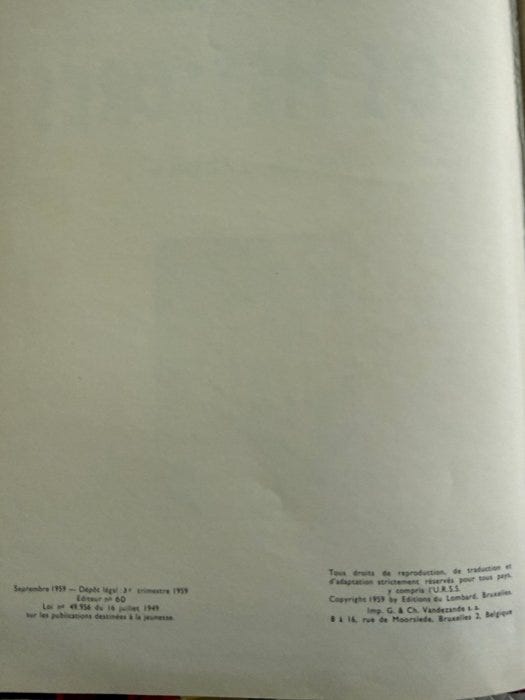 Septembre 1959 — Dépôt légal : 3e trimestre 1959
Editeur no 60
Loi no 49.956 du 16 juillet 1949
sur les publications destinées à la jeunesse.
Tous droits de reproduction, de traduction et
d'adaptation strictement réservés pour tous pays,
y compris l'U.R.S.S.
Copyright 1959 by Editions du Lombard, Bruxelles.
Imp. G. & Ch. Vandezande s.a.
8 à 16, rue de Moorslede, Bruxelles 2, Belgique